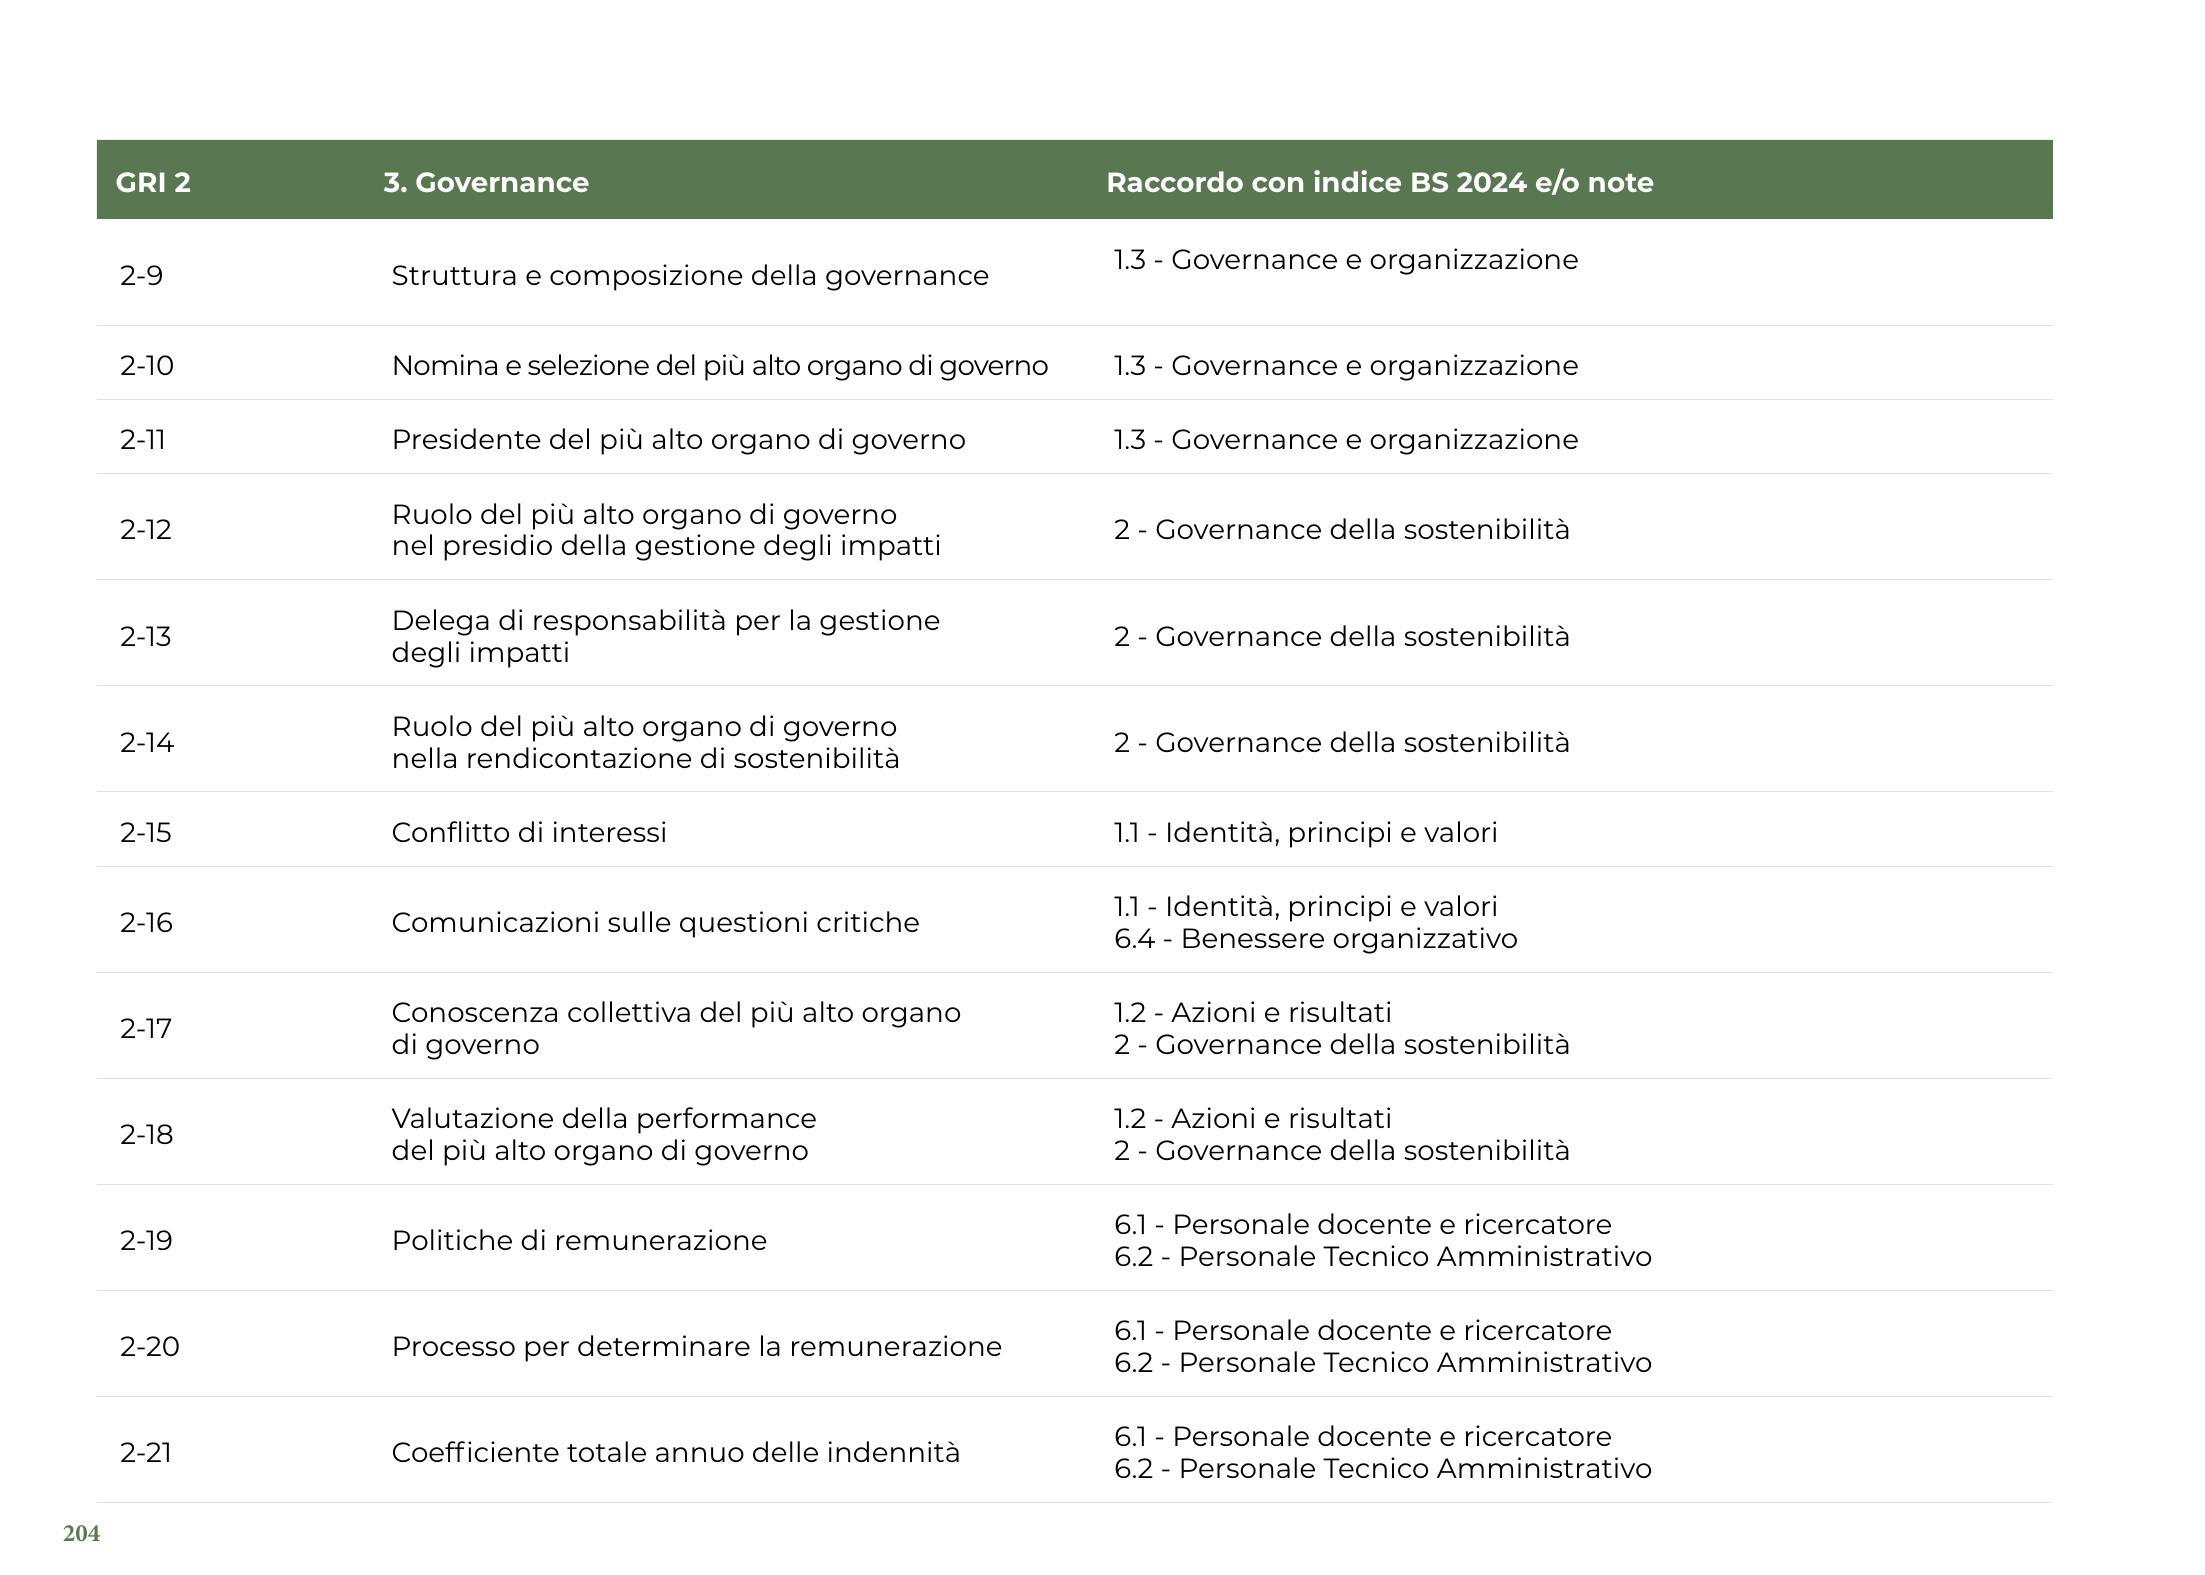 GRI 2 3. Governance Raccordo con indice BS 2024 e/o note
2-9 Struttura e composizione della governance 1.3 - Governance e organizzazione
2-10 Nomina e selezione del più alto organo di governo 1.3 - Governance e organizzazione
2-11 Presidente del più alto organo di governo 1.3 - Governance e organizzazione
2-12
Ruolo del più alto organo di governo
nel presidio della gestione degli impatti
2 - Governance della sostenibilità
2-13
Delega di responsabilità per la gestione
degli impatti
2 - Governance della sostenibilità
2-14
Ruolo del più alto organo di governo
nella rendicontazione di sostenibilità
2 - Governance della sostenibilità
2-15 Conflitto di interessi 1.1 - Identità, principi e valori
2-16 Comunicazioni sulle questioni critiche
1.1 - Identità, principi e valori
6.4 - Benessere organizzativo
2-17
Conoscenza collettiva del più alto organo
di governo
1.2 - Azioni e risultati
2 - Governance della sostenibilità
2-18
Valutazione della performance
del più alto organo di governo
1.2 - Azioni e risultati
2 - Governance della sostenibilità
2-19 Politiche di remunerazione
6.1 - Personale docente e ricercatore
6.2 - Personale Tecnico Amministrativo
2-20 Processo per determinare la remunerazione
6.1 - Personale docente e ricercatore
6.2 - Personale Tecnico Amministrativo
2-21 Coefficiente totale annuo delle indennità
6.1 - Personale docente e ricercatore
6.2 - Personale Tecnico Amministrativo
204